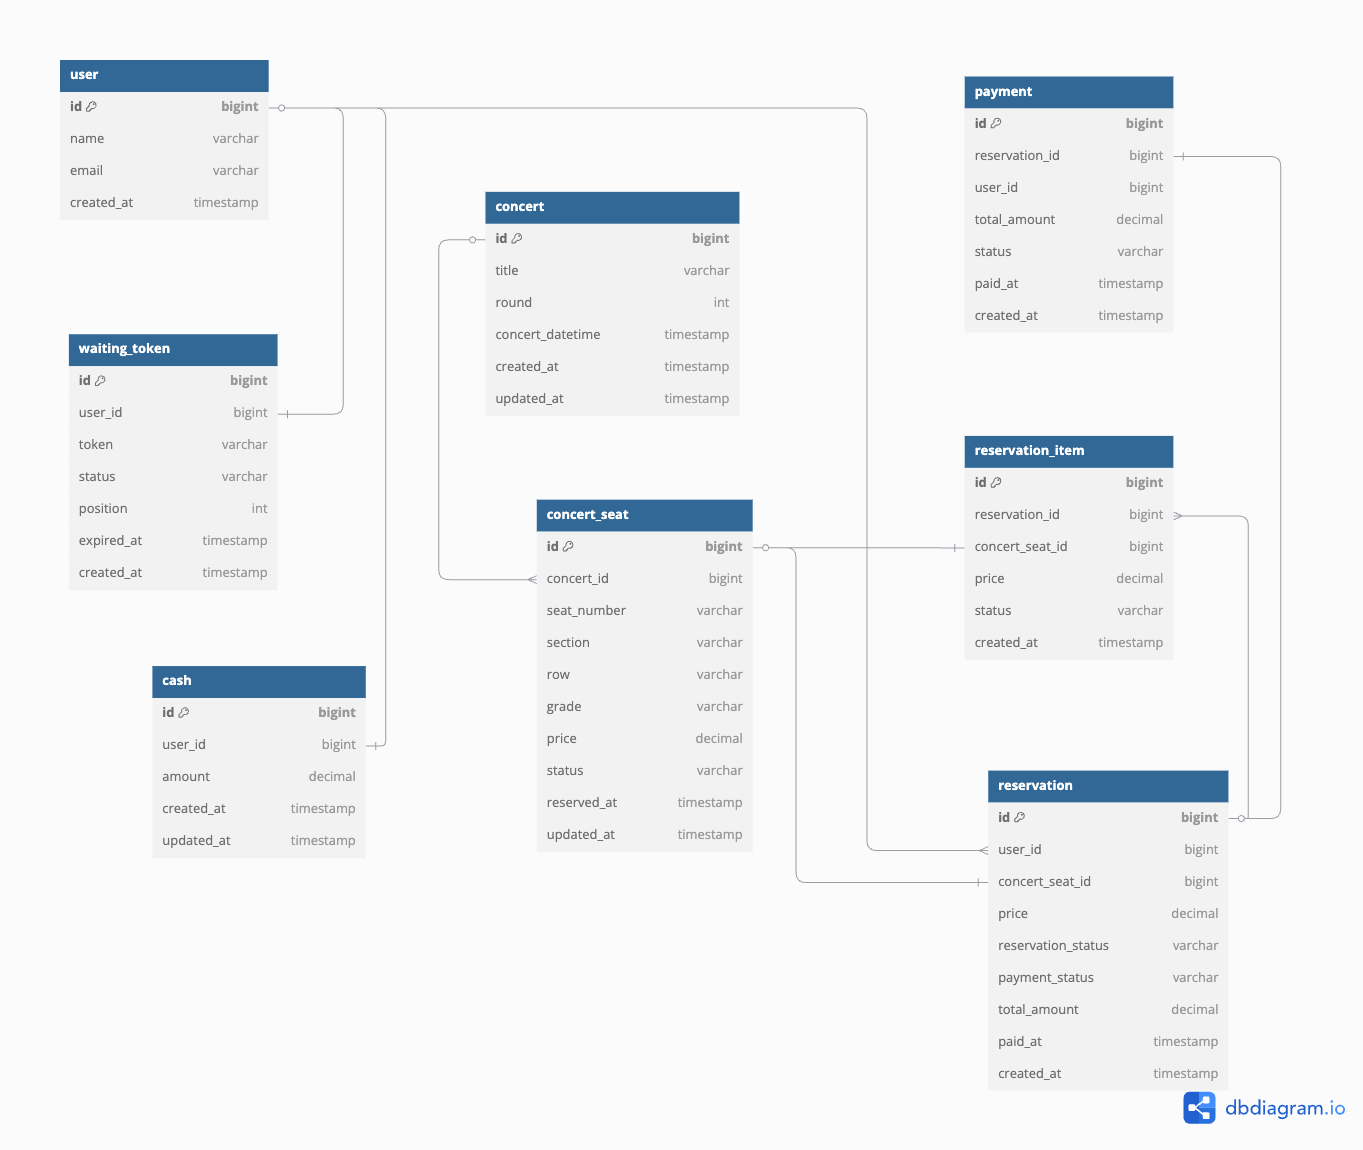 user
id bigint
name varchar
email varchar
created_at timestamp
waiting_token
id bigint
user_id bigint
token varchar
status varchar
position int
expired_at timestamp
created_at timestamp
cash
id bigint
user_id bigint
amount decimal
created_at timestamp
updated_at timestamp
concert
id bigint
title varchar
round int
concert_datetime timestamp
created_at timestamp
updated_at timestamp
concert_seat
id bigint
concert_id bigint
seat_number varchar
section varchar
row varchar
grade varchar
price decimal
status varchar
reserved_at timestamp
updated_at timestamp
payment
id bigint
reservation_id bigint
user_id bigint
total_amount decimal
status varchar
paid_at timestamp
created_at timestamp
reservation_item
id bigint
reservation_id bigint
concert_seat_id bigint
price decimal
status varchar
created_at timestamp
reservation
id bigint
user_id bigint
concert_seat_id bigint
price decimal
reservation_status varchar
payment_status varchar
total_amount decimal
paid_at timestamp
created_at timestamp
dbdiagram.io